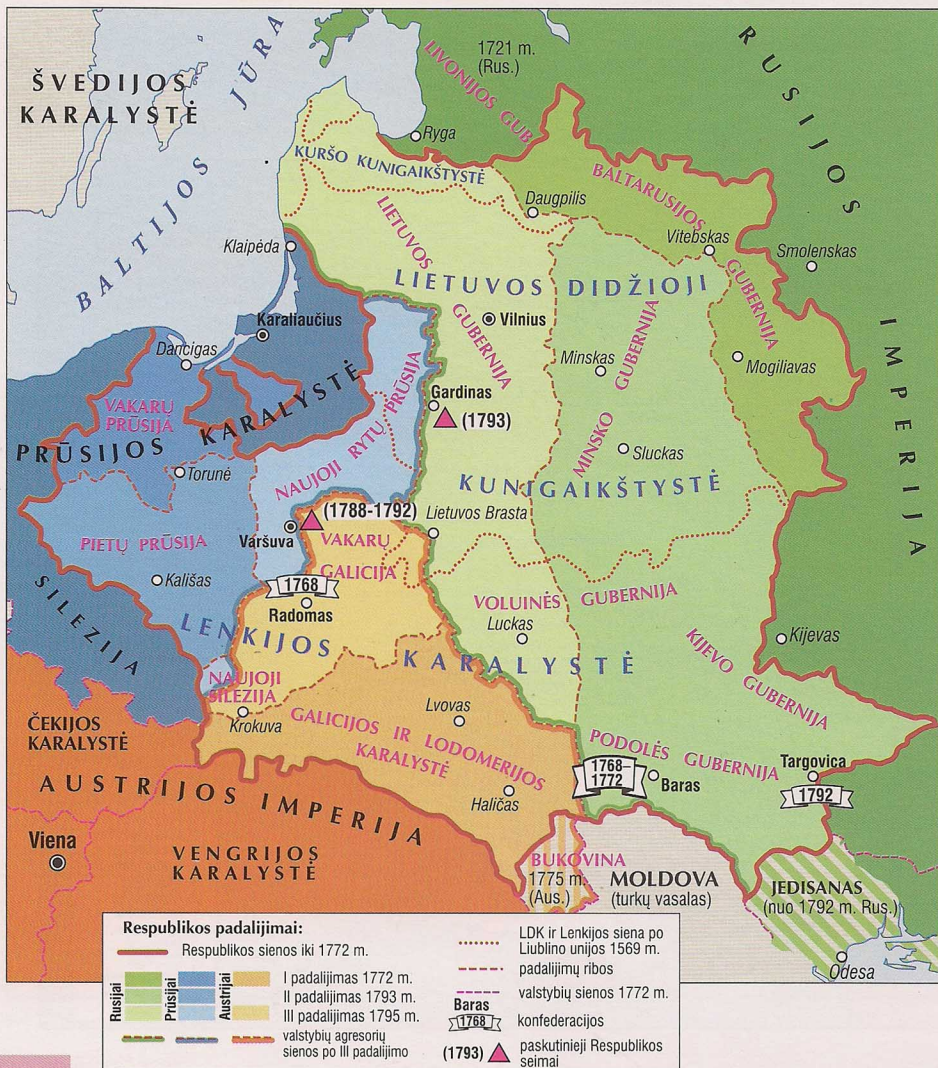 ŠVEDIJOS
KARALYSTĖ
BALTIJOS JŪRA
1721 m.
(Rus.)
LIVONIJOS GUB
RUSIJOS
IMPERIJA
Ryga
KURŠO KUNIGAIKŠTYSTĖ
BALTARUSIJOS
GUBERNIJA
Daugpilis
Vitebskas
Smolenskas
Klaipėda
LIETUVOS
GUBERNIJA
LIETUVOS DIDŽIOJI
KUNIGAIKŠTYSTĖ
Karaliaučius
Vilnius
Dancigas
Minskas
MINSKO GUBERNIJA
Mogiliavas
VAKARŲ
PRŪSIJA
PRŪSIJOS KARALYSTĖ
NAUJOJI RYTŲ PRŪSIJA
Gardinas
(1793)
Torunė
Sluckas
(1788-1792)
Varšuva
Lietuvos Brasta
PIETŲ PRŪSIJA
VAKARŲ
GALICIJA
Kališas
1768
Radomas
SILEZIJA
VOLUINĖS GUBERNIJA
Luckas
Kijevas
LENKIJOS
KARALYSTĖ
KIJEVO GUBERNIJA
NAUJOJI
SILEZIJA
Krokuva
Lvovas
GALICIJOS IR LODOMERIJOS
KARALYSTĖ
ČEKIJOS
KARALYSTĖ
PODOLĖS GUBERNIJA
Targovica
1792
1768–
1772
Baras
AUSTRIJOS IMPERIJA
Haličas
Viena
VENGRIJOS
KARALYSTĖ
BUKOVINA
1775 m.
(Aus.)
MOLDOVA
(turkų vasalas)
JEDISANAS
(nuo 1792 m. Rus.)
Odesa
Respublikos padalijimai:
Respublikos sienos iki 1772 m.
Rusijai
Prūsijai
Austrijai
I padalijimas 1772 m.
II padalijimas 1793 m.
III padalijimas 1795 m.
valstybių agresorių
sienos po III padalijimo
LDK ir Lenkijos siena po
Liublino unijos 1569 m.
padalijimų ribos
valstybių sienos 1772 m.
Baras
1768
konfederacijos
(1793)
paskutinieji Respublikos
seimai